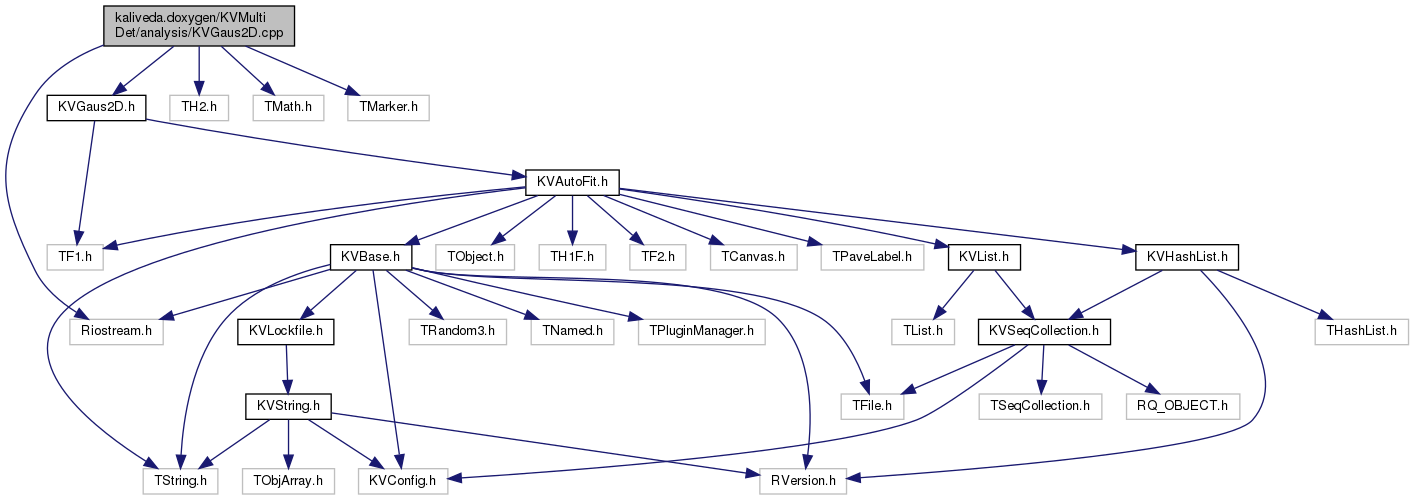 kaliveda.doxygen/KVMulti
Det/analysis/KVGaus2D.cpp
KVGaus2D.h
TH2.h
TMath.h
TMarker.h
KVAutoFit.h
TF1.h
KVBase.h
TObject.h
TH1F.h
TF2.h
TCanvas.h
TPaveLabel.h
KVList.h
KVHashList.h
Riostream.h
KVLockfile.h
TRandom3.h
TNamed.h
TPluginManager.h
TList.h
KVSeqCollection.h
THashList.h
KVString.h
TFile.h
TSeqCollection.h
RQ_OBJECT.h
TString.h
TObjArray.h
KVConfig.h
RVersion.h